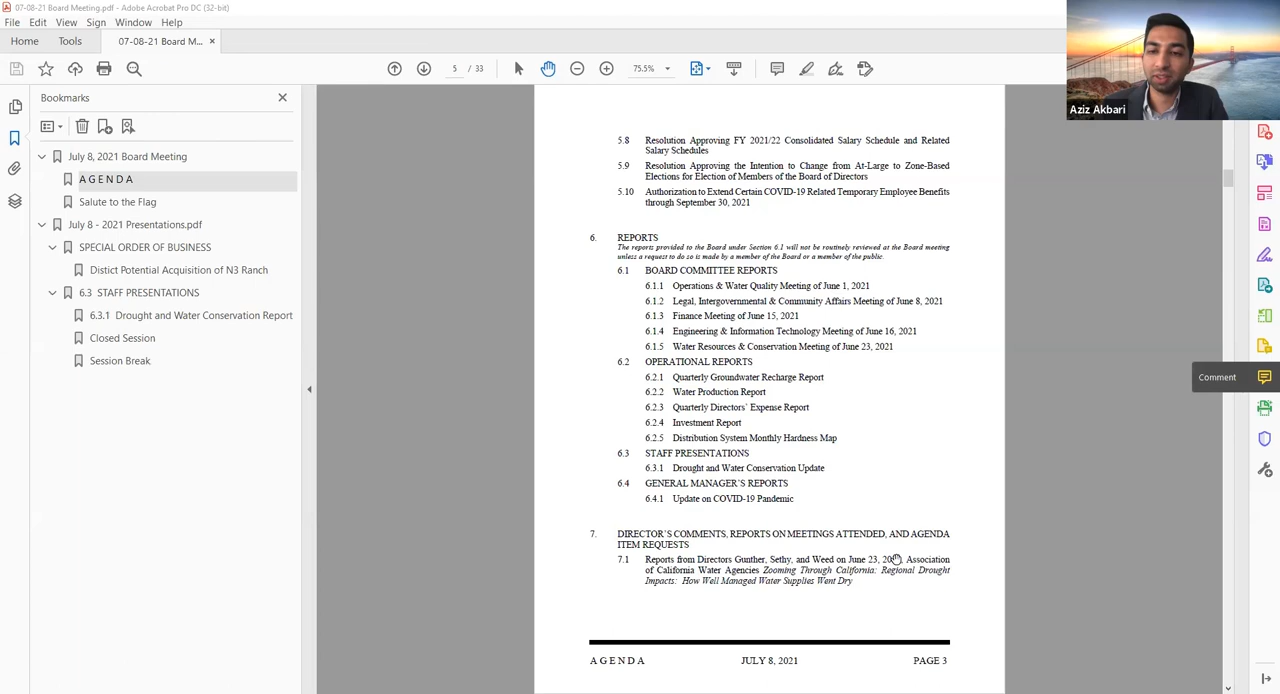 07-08-21 Board Meeting.pdf - Adobe Acrobat Pro DC (32-bit)
File Edit View Sign Window Help
Home Tools 07-08-21 Board M... ×
5 / 33 75.5%
Aziz Akbari
Bookmarks
July 8, 2021 Board Meeting
A G E N D A
Salute to the Flag
July 8 - 2021 Presentations.pdf
SPECIAL ORDER OF BUSINESS
Distict Potential Acquisition of N3 Ranch
6.3 STAFF PRESENTATIONS
6.3.1 Drought and Water Conservation Report
Closed Session
Session Break
5.8 Resolution Approving FY 2021/22 Consolidated Salary Schedule and Related
Salary Schedules
5.9 Resolution Approving the Intention to Change from At-Large to Zone-Based
Elections for Election of Members of the Board of Directors
5.10 Authorization to Extend Certain COVID-19 Related Temporary Employee Benefits
through September 30, 2021
6. REPORTS
The reports provided to the Board under Section 6.1 will not be routinely reviewed at the Board meeting
unless a request to do so is made by a member of the Board or a member of the public.
6.1 BOARD COMMITTEE REPORTS
6.1.1 Operations & Water Quality Meeting of June 1, 2021
6.1.2 Legal, Intergovernmental & Community Affairs Meeting of June 8, 2021
6.1.3 Finance Meeting of June 15, 2021
6.1.4 Engineering & Information Technology Meeting of June 16, 2021
6.1.5 Water Resources & Conservation Meeting of June 23, 2021
6.2 OPERATIONAL REPORTS
6.2.1 Quarterly Groundwater Recharge Report
6.2.2 Water Production Report
6.2.3 Quarterly Directors' Expense Report
6.2.4 Investment Report
6.2.5 Distribution System Monthly Hardness Map
6.3 STAFF PRESENTATIONS
6.3.1 Drought and Water Conservation Update
6.4 GENERAL MANAGER'S REPORTS
6.4.1 Update on COVID-19 Pandemic
7. DIRECTOR'S COMMENTS, REPORTS ON MEETINGS ATTENDED, AND AGENDA
ITEM REQUESTS
7.1 Reports from Directors Gunther, Sethy, and Weed on June 23, Association
of California Water Agencies Zooming Through California: Regional Drought
Impacts: How Well Managed Water Supplies Went Dry
A G E N D A JULY 8, 2021 PAGE 3
Comment